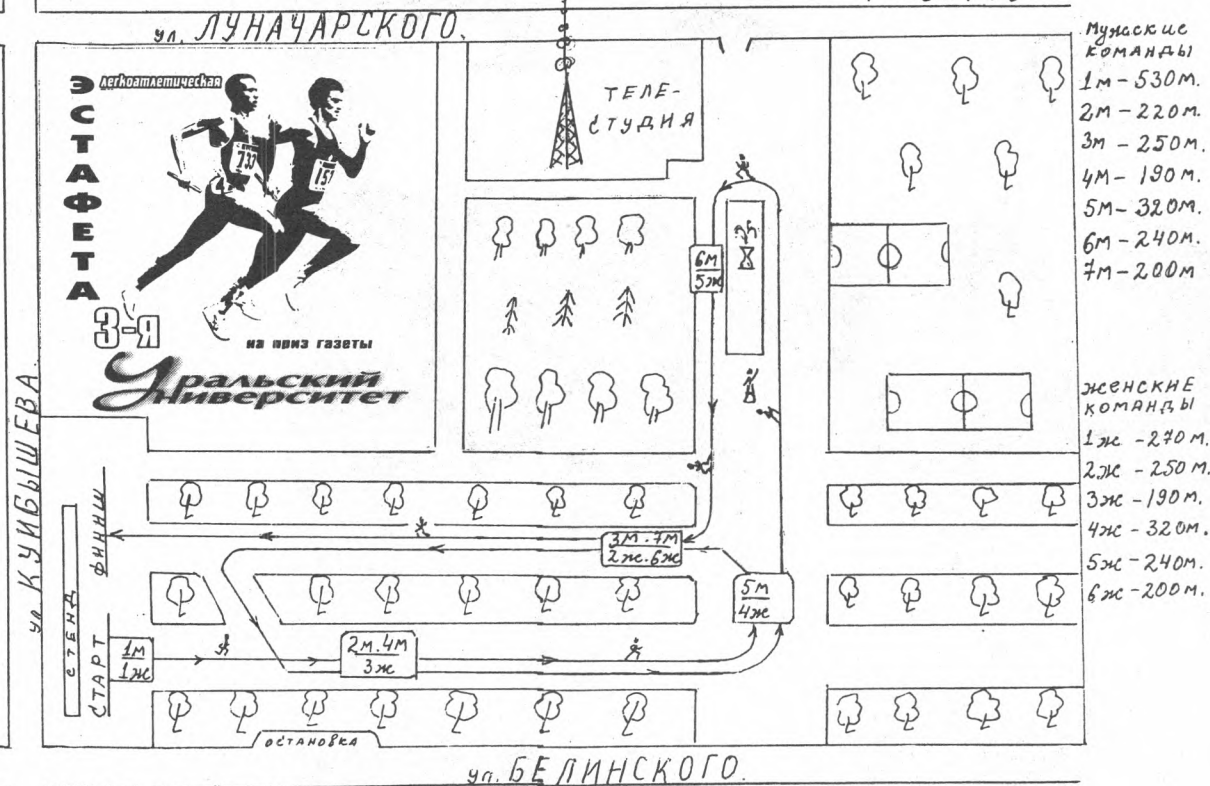 ул. ЛУНАЧАРСКОГО.
ЭСТАФЕТА
легкоатлетическая
733
151
3-Я
на приз газеты
Уральский
Университет
ТЕЛЕ-
СТУДИЯ
6м
5ж
3м.7м
2ж.6ж
5м
4ж
2м.4м
3ж
1м
1ж
ул КУЙБЫШЕВА.
СТЕНД
ФИНИШ
СТАРТ
ОСТАНОВКА
ул. БЕЛИНСКОГО.
Мужские
команды
1м-530м.
2м-220м.
3м-250м.
4м-190м.
5м-320м.
6м-240м.
7м-200м
женские
команды
1ж-270м.
2ж-250м.
3ж-190м.
4ж-320м.
5ж-240м.
6ж-200м.